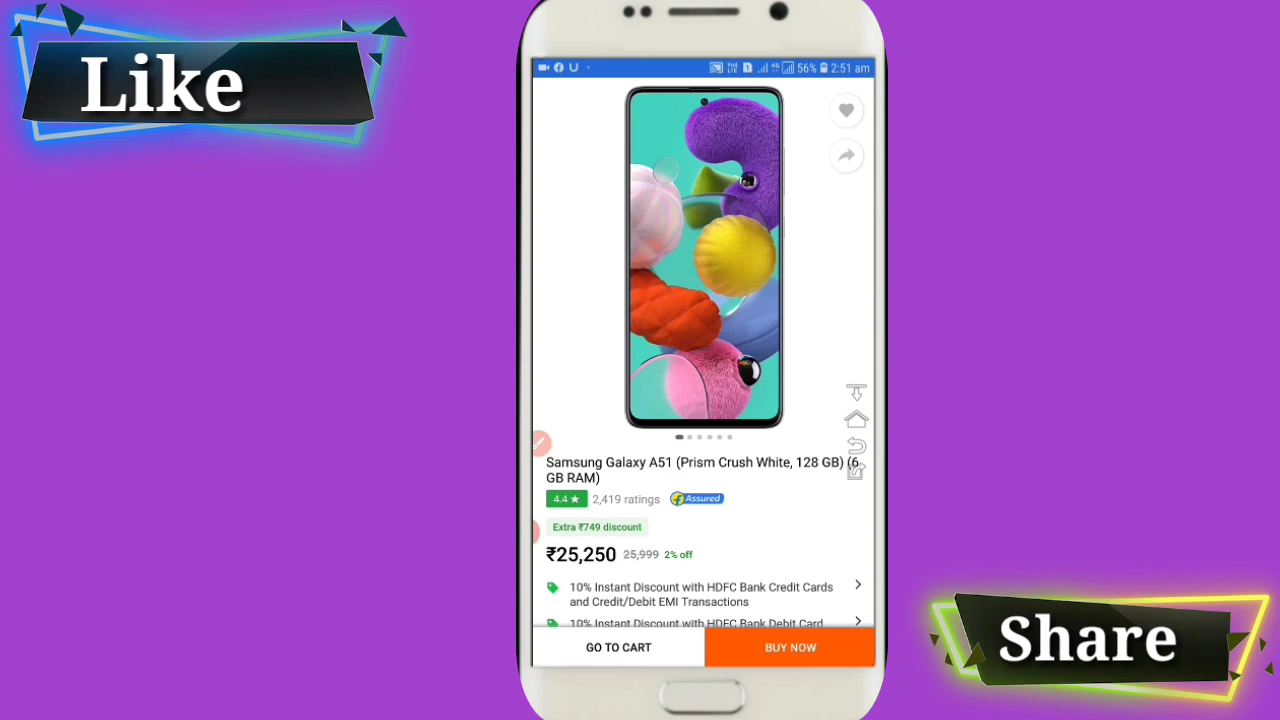 Like
2:51 am
56%
Samsung Galaxy A51 (Prism Crush White, 128 GB) (6
GB RAM)
4.4 ★ 2,419 ratings Assured
Extra ₹749 discount
₹25,250 25,999 2% off
10% Instant Discount with HDFC Bank Credit Cards
and Credit/Debit EMI Transactions
10% Instant Discount with HDFC Bank Debit Card
GO TO CART BUY NOW
Share